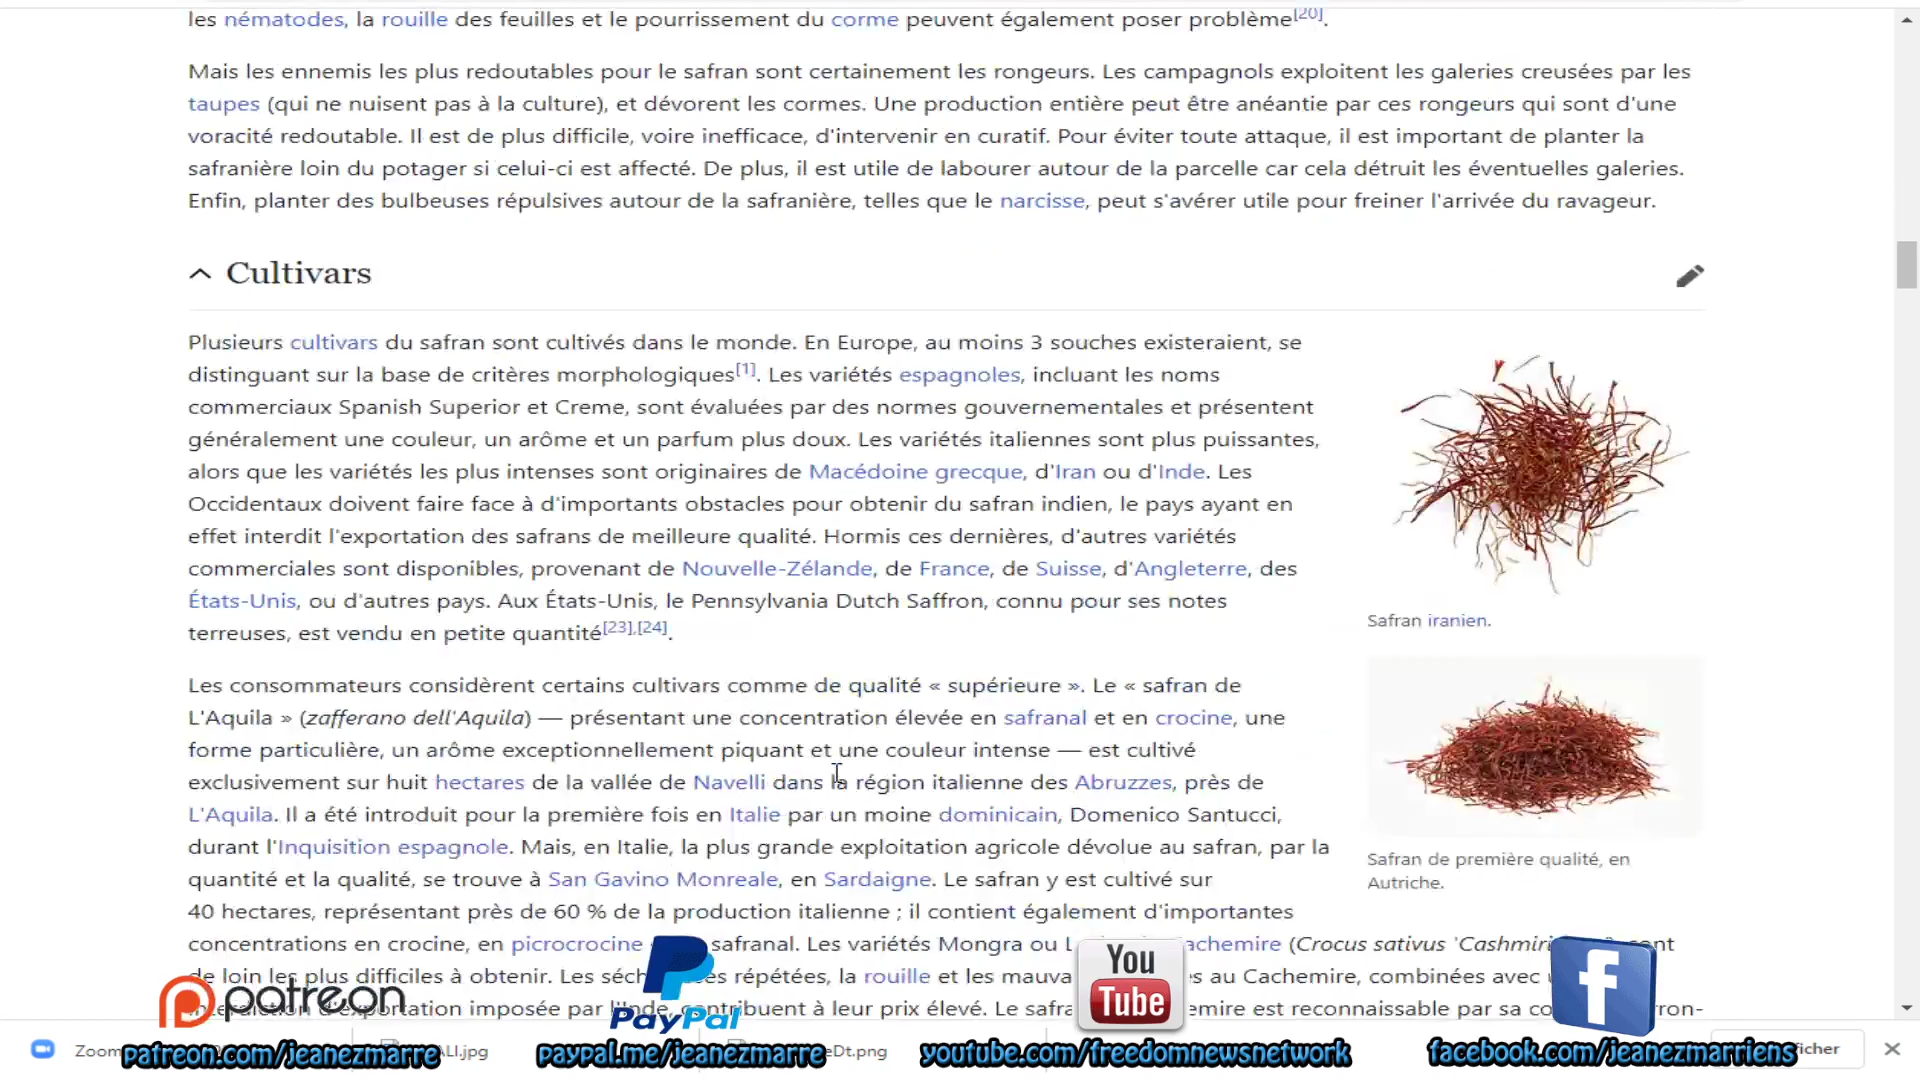 les nématodes, la rouille des feuilles et le pourrissement du corme peuvent également poser problème[20].
Mais les ennemis les plus redoutables pour le safran sont certainement les rongeurs. Les campagnols exploitent les galeries creusées par les
taupes (qui ne nuisent pas à la culture), et dévorent les cormes. Une production entière peut être anéantie par ces rongeurs qui sont d'une
voracité redoutable. Il est de plus difficile, voire inefficace, d'intervenir en curatif. Pour éviter toute attaque, il est important de planter la
safranière loin du potager si celui-ci est affecté. De plus, il est utile de labourer autour de la parcelle car cela détruit les éventuelles galeries.
Enfin, planter des bulbeuses répulsives autour de la safranière, telles que le narcisse, peut s'avérer utile pour freiner l'arrivée du ravageur.
Cultivars
Plusieurs cultivars du safran sont cultivés dans le monde. En Europe, au moins 3 souches existeraient, se
distinguant sur la base de critères morphologiques[1]. Les variétés espagnoles, incluant les noms
commerciaux Spanish Superior et Creme, sont évaluées par des normes gouvernementales et présentent
généralement une couleur, un arôme et un parfum plus doux. Les variétés italiennes sont plus puissantes,
alors que les variétés les plus intenses sont originaires de Macédoine grecque, d'Iran ou d'Inde. Les
Occidentaux doivent faire face à d'importants obstacles pour obtenir du safran indien, le pays ayant en
effet interdit l'exportation des safrans de meilleure qualité. Hormis ces dernières, d'autres variétés
commerciales sont disponibles, provenant de Nouvelle-Zélande, de France, de Suisse, d'Angleterre, des
États-Unis, ou d'autres pays. Aux États-Unis, le Pennsylvania Dutch Saffron, connu pour ses notes
terreuses, est vendu en petite quantité[23],[24].
Safran iranien.
Les consommateurs considèrent certains cultivars comme de qualité « supérieure ». Le « safran de
L'Aquila » (zafferano dell'Aquila) — présentant une concentration élevée en safranal et en crocine, une
forme particulière, un arôme exceptionnellement piquant et une couleur intense — est cultivé
exclusivement sur huit hectares de la vallée de Navelli dans la région italienne des Abruzzes, près de
L'Aquila. Il a été introduit pour la première fois en Italie par un moine dominicain, Domenico Santucci,
durant l'Inquisition espagnole. Mais, en Italie, la plus grande exploitation agricole dévolue au safran, par la
quantité et la qualité, se trouve à San Gavino Monreale, en Sardaigne. Le safran y est cultivé sur
Safran de première qualité, en
Autriche.
40 hectares, représentant près de 60 % de la production italienne ; il contient également d'importantes
concentrations en crocine, en picrocrocine safranal. Les variétés Mongra ou (Crocus sativus
de loin les plus difficiles à obtenir. Les répétées, la rouille et les au Cachemire, combinées avec
imposée par l'Inde, contribuent à leur prix élevé. Le est reconnaissable par sa
patreon
PayPal
You
Tube
f
Zoom
patreon.com/jeanezmarre
paypal.me/jeanezmarre
youtube.com/freedomnewsnetwork
facebook.com/jeanezmarriens